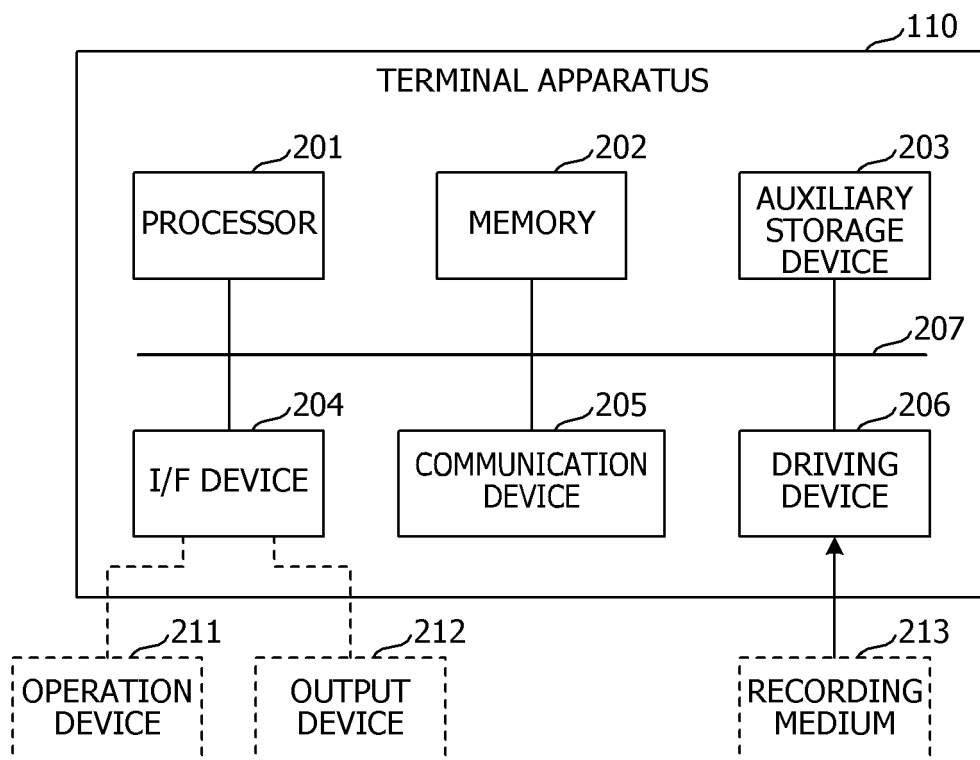 110
TERMINAL APPARATUS
201
202
203
PROCESSOR
MEMORY
AUXILIARY
STORAGE
DEVICE
207
204
205
206
I/F DEVICE
COMMUNICATION
DEVICE
DRIVING
DEVICE
211
212
213
OPERATION
DEVICE
OUTPUT
DEVICE
RECORDING
MEDIUM